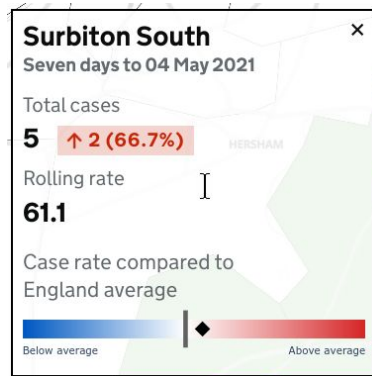 Surbiton South
×
Seven days to 04 May 2021
Total cases
5 ↑ 2 (66.7%)
HERSHAM
Rolling rate
61.1
Case rate compared to
England average
Below average Above average